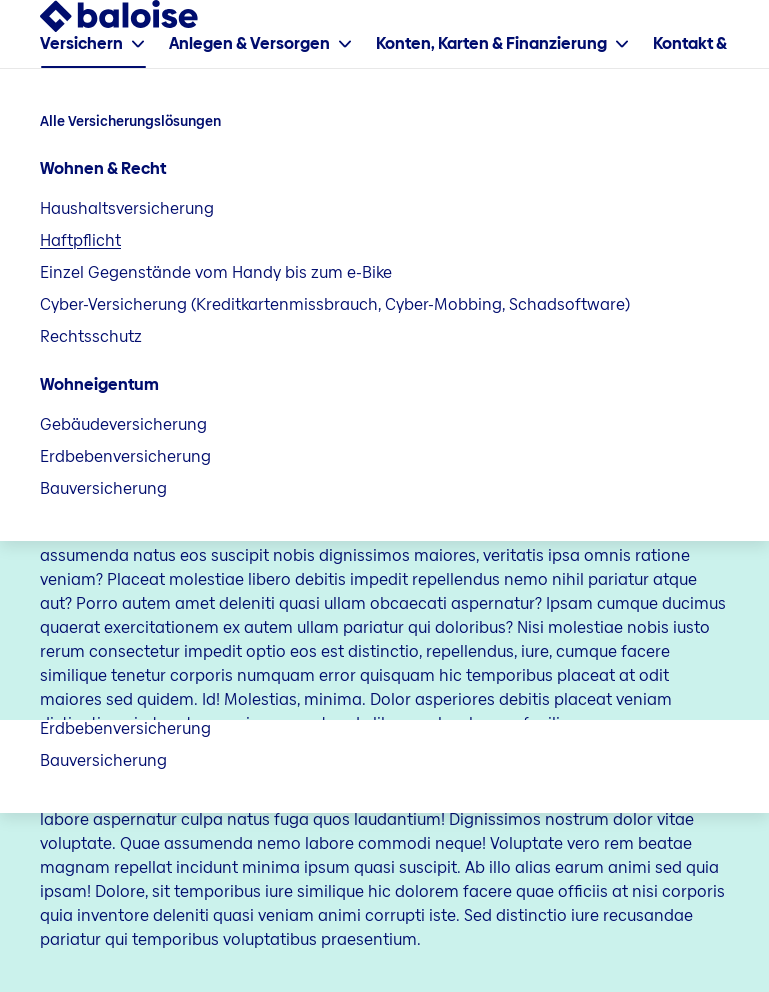 baloise
Versichern Anlegen & Versorgen Konten, Karten & Finanzierung Kontakt &
Alle Versicherungslösungen
Wohnen & Recht
Haushaltsversicherung
Haftpflicht
Einzel Gegenstände vom Handy bis zum e-Bike
Cyber-Versicherung (Kreditkartenmissbrauch, Cyber-Mobbing, Schadsoftware)
Rechtsschutz
Wohneigentum
Gebäudeversicherung
Erdbebenversicherung
Bauversicherung
assumenda natus eos suscipit nobis dignissimos maiores, veritatis ipsa omnis ratione
veniam? Placeat molestiae libero debitis impedit repellendus nemo nihil pariatur atque
aut? Porro autem amet deleniti quasi ullam obcaecati aspernatur? Ipsam cumque ducimus
quaerat exercitationem ex autem ullam pariatur qui doloribus? Nisi molestiae nobis iusto
rerum consectetur impedit optio eos est distinctio, repellendus, iure, cumque facere
similique tenetur corporis numquam error quisquam hic temporibus placeat at odit
maiores sed quidem. Id! Molestias, minima. Dolor asperiores debitis placeat veniam
Erdbebenversicherung
Bauversicherung
labore aspernatur culpa natus fuga quos laudantium! Dignissimos nostrum dolor vitae
voluptate. Quae assumenda nemo labore commodi neque! Voluptate vero rem beatae
magnam repellat incidunt minima ipsum quasi suscipit. Ab illo alias earum animi sed quia
ipsam! Dolore, sit temporibus iure similique hic dolorem facere quae officiis at nisi corporis
quia inventore deleniti quasi veniam animi corrupti iste. Sed distinctio iure recusandae
pariatur qui temporibus voluptatibus praesentium.